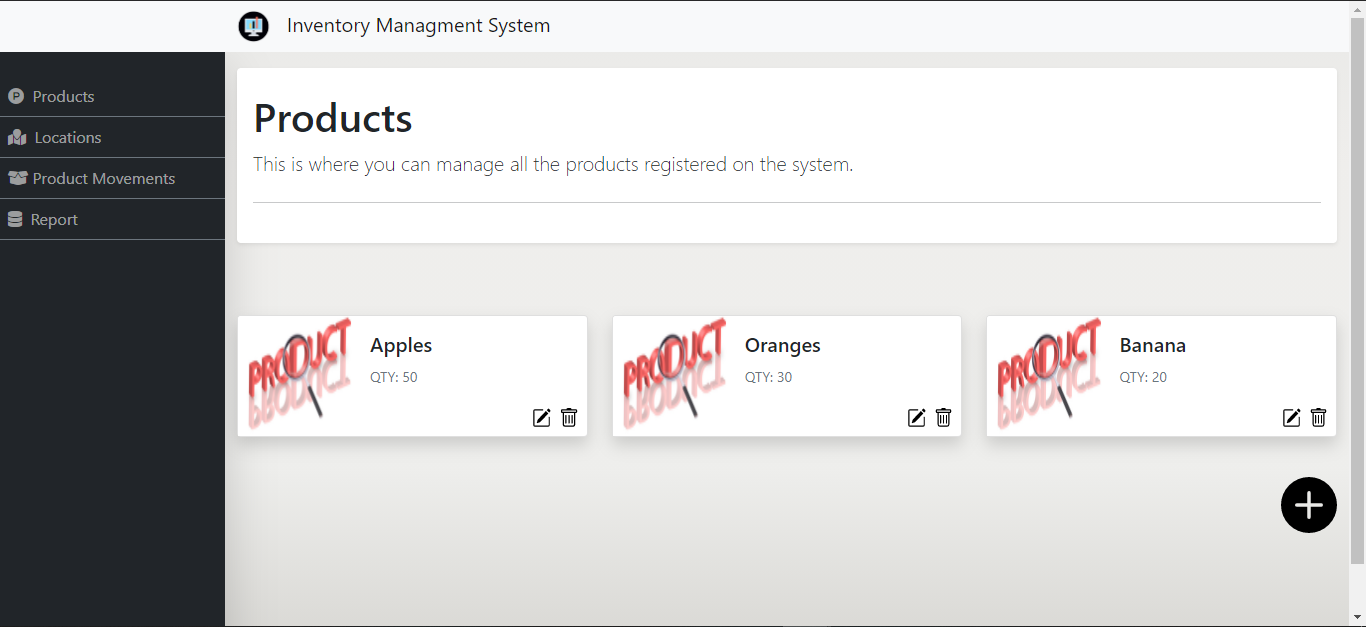 Inventory Managment System
Products
Locations
Product Movements
Report
Products
This is where you can manage all the products registered on the system.
PRODUCT
Apples
QTY: 50
PRODUCT
Oranges
QTY: 30
PRODUCT
Banana
QTY: 20